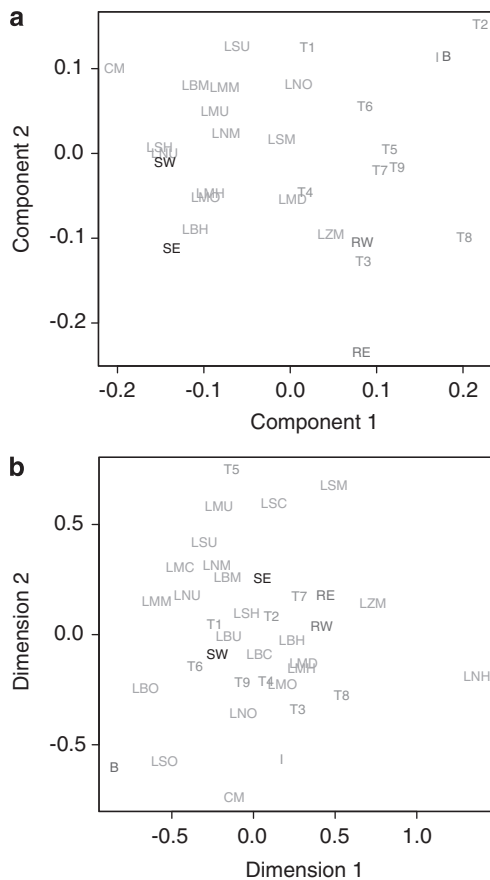 a
T2
LSU T1
I B
CM
0.1
LBM LMM LNO
T6
LMU
LNM LSM
LSH T5
0.0 LNU
SW T7 T9
LMH T4
LMO LMD
LBH LZM
-0.1 SE RW T8
T3
-0.2
RE
-0.2 -0.1 0.0 0.1 0.2
Component 1
Component 2
b
T5
LSM
LSC
0.5 LMU
LSU
LMC LNM
LBM SE
LNU T7 RE
LMM LZM
LSH T2
T1 RW
0.0 LBU LBH
SW LBC
T6 LMD
LMH
LNH
LBO T9 T4 LMO
T8
LNO T3
-0.5
LSO I
B
CM
-0.5 0.0 0.5 1.0
Dimension 1
Dimension 2